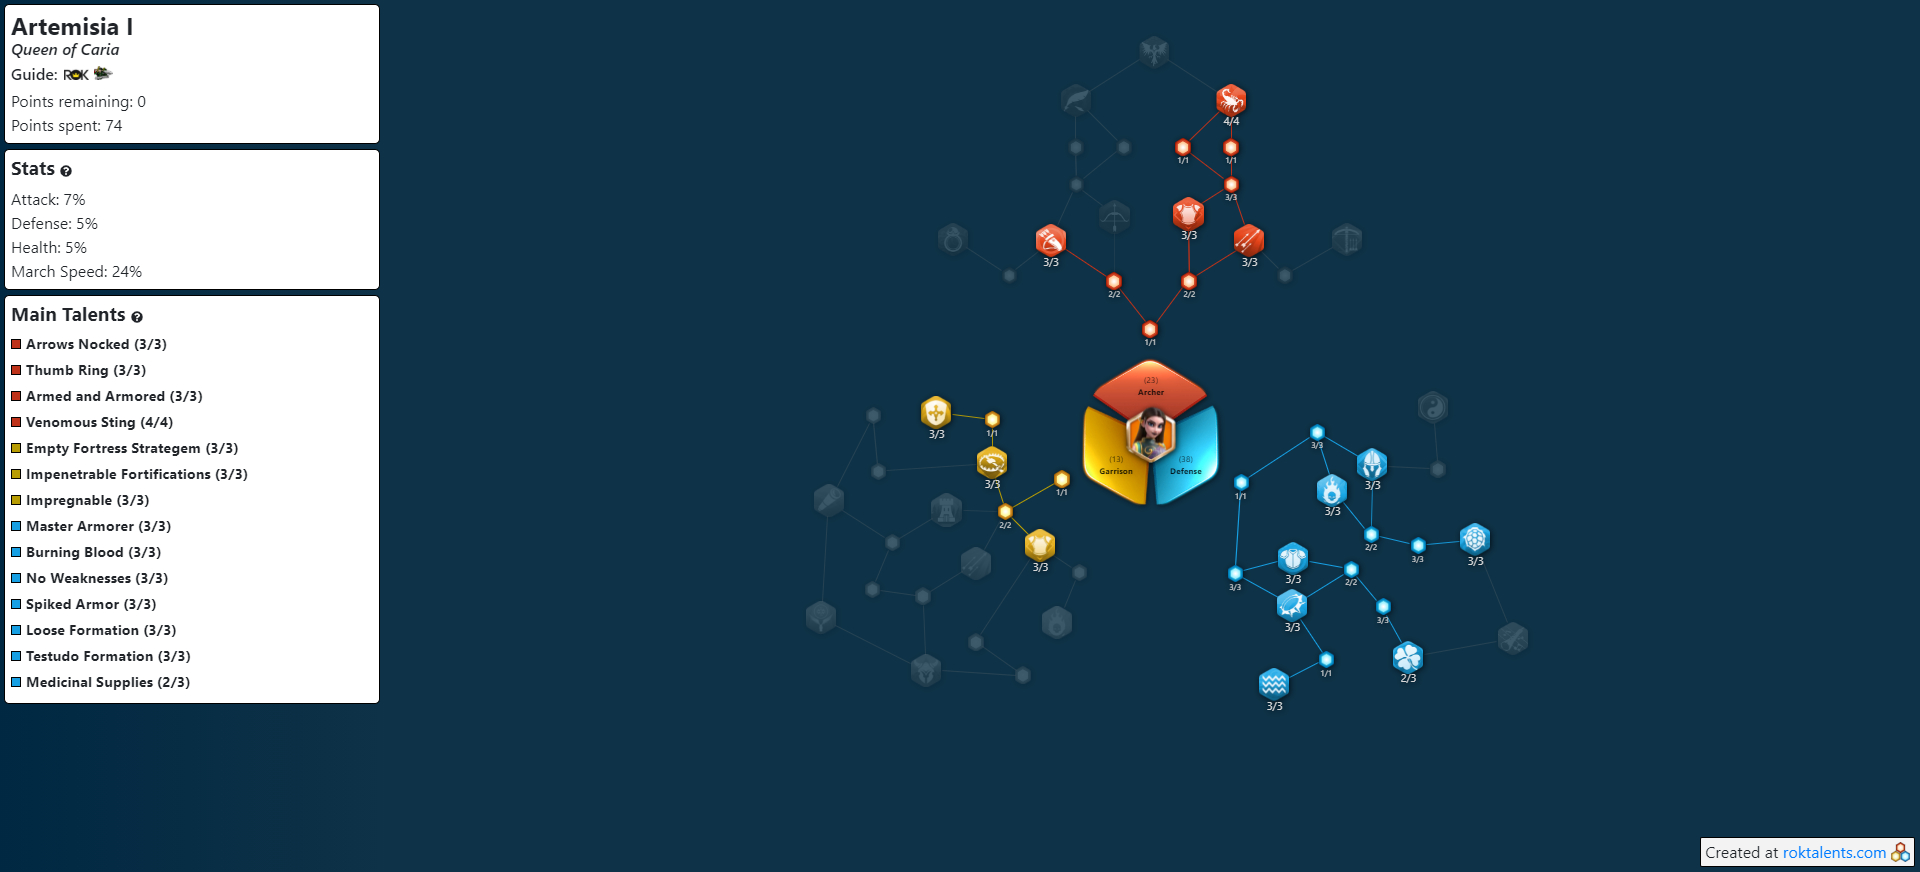 Artemisia I
Queen of Caria
Guide: ROK
Points remaining: 0
Points spent: 74
Stats
Attack: 7%
Defense: 5%
Health: 5%
March Speed: 24%
Main Talents
Arrows Nocked (3/3)
Thumb Ring (3/3)
Armed and Armored (3/3)
Venomous Sting (4/4)
Empty Fortress Strategem (3/3)
Impenetrable Fortifications (3/3)
Impregnable (3/3)
Master Armorer (3/3)
Burning Blood (3/3)
No Weaknesses (3/3)
Spiked Armor (3/3)
Loose Formation (3/3)
Testudo Formation (3/3)
Medicinal Supplies (2/3)
4/4
1/1 1/1
3/3
3/3
3/3 3/3
2/2 2/2
1/1
(23)
Archer
(13)
Garrison
(38)
Defense
3/3
1/1
3/3
1/1
2/2
3/3
3/3
3/3
1/1
3/3
2/2
3/3
3/3
3/3
3/3
2/2
3/3
3/3
1/1
2/3
3/3
Created at roktalents.com